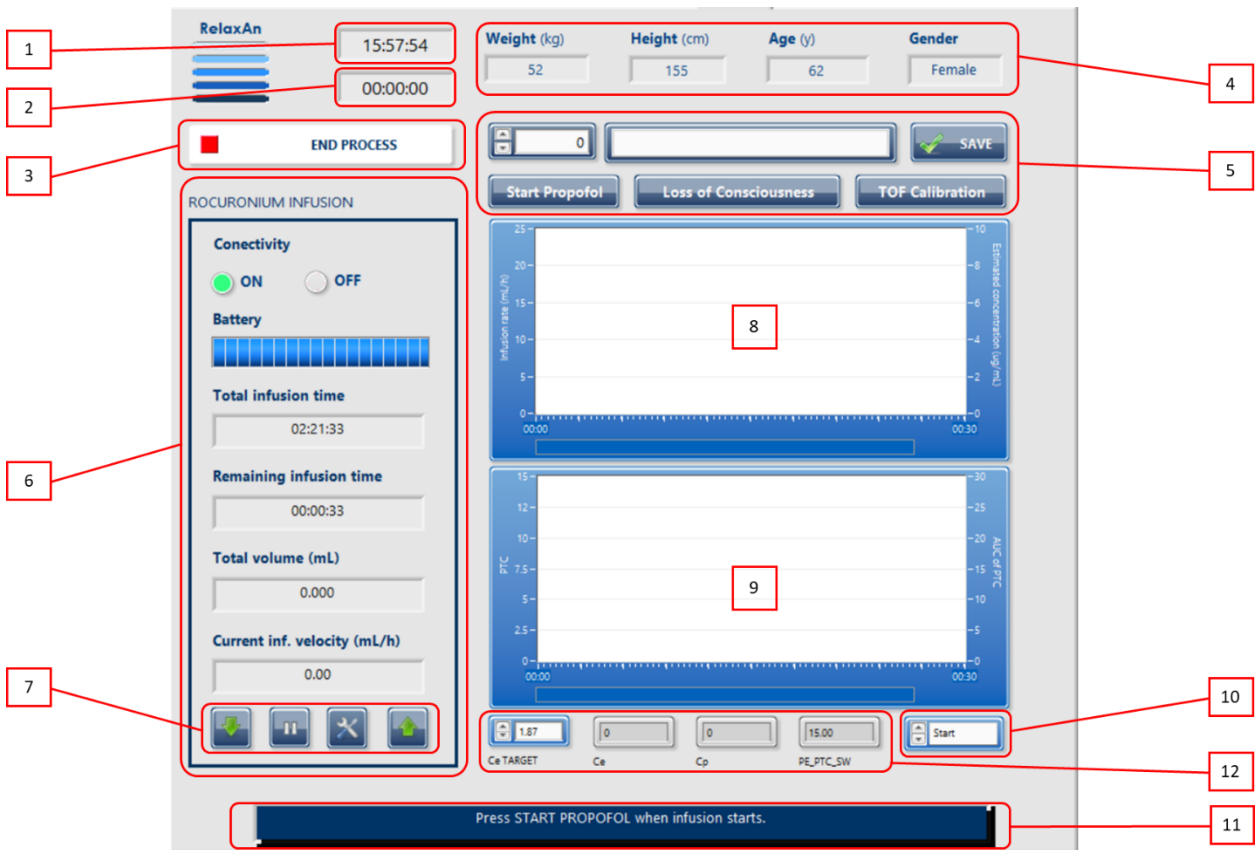 RelaxAn
1
15:57:54
2
00:00:00
Weight (kg) Height (cm) Age (y) Gender
52 155 62 Female
4
3
END PROCESS
0
SAVE
5
Start Propofol Loss of Consciousness TOF Calibration
ROCURONIUM INFUSION
Conectivity
ON OFF
Battery
Total infusion time
02:21:33
Remaining infusion time
00:00:33
Total volume (mL)
0.000
Current inf. velocity (mL/h)
0.00
6
7
Infusion rate (mL/h)
25
20
15
10
5
0
8
10
8
6
4
2
0
Estimated concentration (ug/mL)
00:00 00:30
PTC
15
12
10
7.5
5
2.5
0
9
30
25
20
15
10
5
0
AUC of PTC
00:00 00:30
1.87 0 0 15.00 Start
Ce TARGET Ce Cp PE_PTC_SW
10
12
Press START PROPOFOL when infusion starts.
11